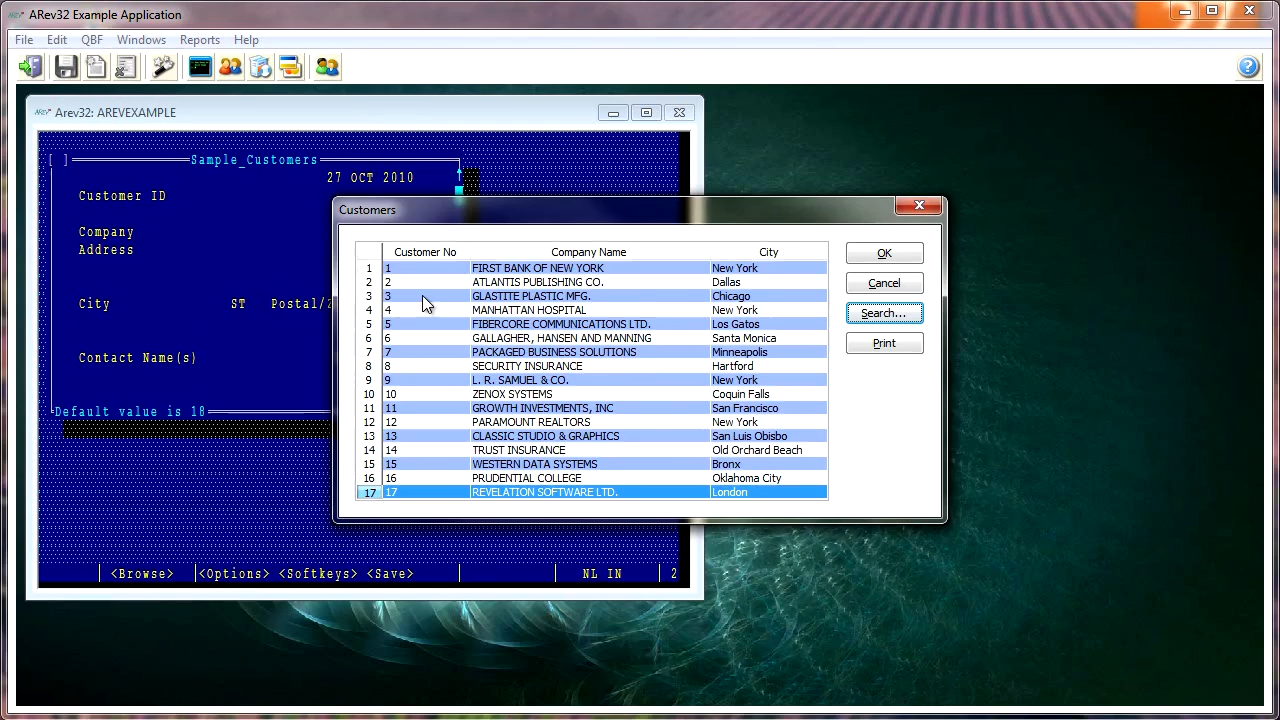 ARev32 Example Application
File Edit QBF Windows Reports Help
Arev32: AREVEXAMPLE
[ ] Sample_Customers
27 OCT 2010
Customer ID
Company
Address
City ST Postal/
Contact Name(s)
Default value is 18
<Browse> <Options> <Softkeys> <Save> NL IN 2
Customers
Customer No Company Name City
1 1 FIRST BANK OF NEW YORK New York
2 2 ATLANTIS PUBLISHING CO. Dallas
3 3 GLASTITE PLASTIC MFG. Chicago
4 4 MANHATTAN HOSPITAL New York
5 5 FIBERCORE COMMUNICATIONS LTD. Los Gatos
6 6 GALLAGHER, HANSEN AND MANNING Santa Monica
7 7 PACKAGED BUSINESS SOLUTIONS Minneapolis
8 8 SECURITY INSURANCE Hartford
9 9 L. R. SAMUEL & CO. New York
10 10 ZENOX SYSTEMS Coquin Falls
11 11 GROWTH INVESTMENTS, INC San Francisco
12 12 PARAMOUNT REALTORS New York
13 13 CLASSIC STUDIO & GRAPHICS San Luis Obisbo
14 14 TRUST INSURANCE Old Orchard Beach
15 15 WESTERN DATA SYSTEMS Bronx
16 16 PRUDENTIAL COLLEGE Oklahoma City
17 17 REVELATION SOFTWARE LTD. London
OK
Cancel
Search...
Print